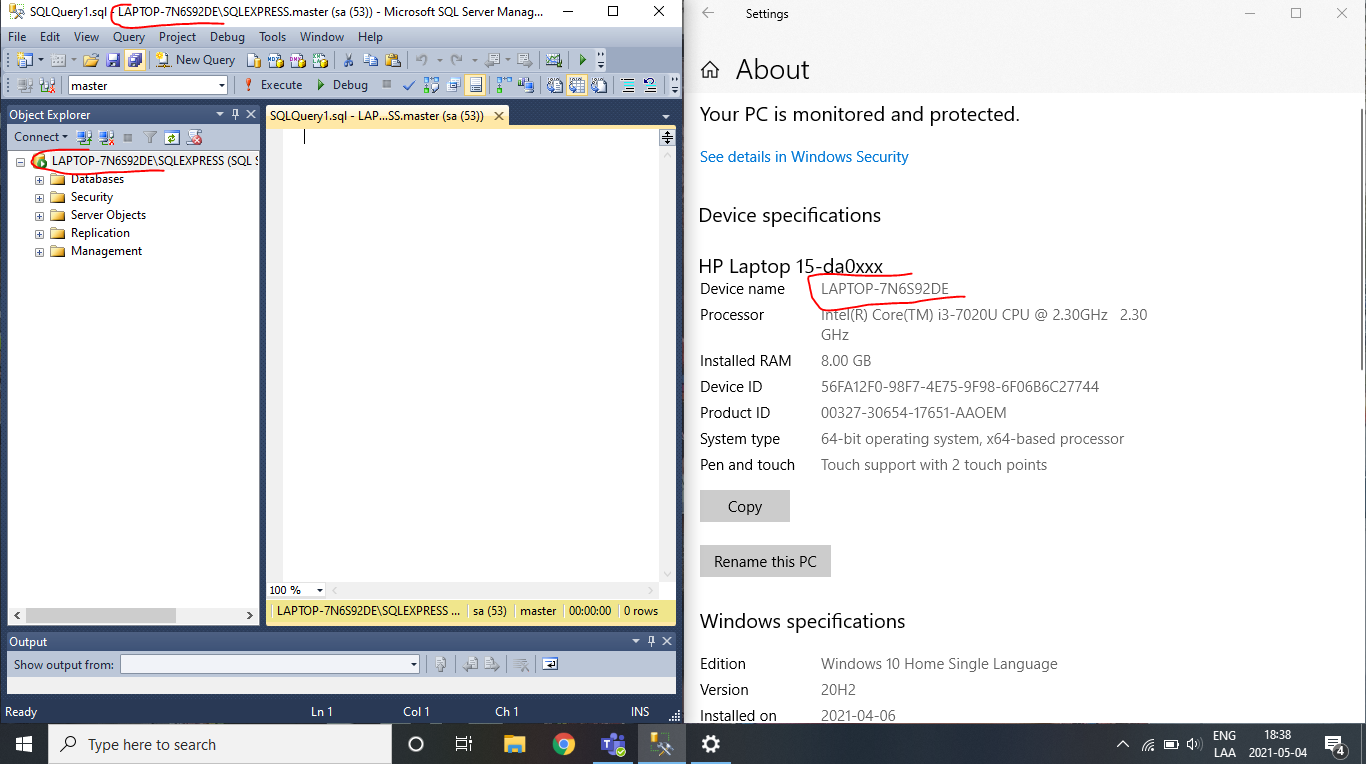 SQLQuery1.sql - LAPTOP-7N6S92DE\SQLEXPRESS.master (sa (53)) - Microsoft SQL Server Manag...
File Edit View Query Project Debug Tools Window Help
New Query
master Execute Debug
Object Explorer
Connect
LAPTOP-7N6S92DE\SQLEXPRESS (SQL S
Databases
Security
Server Objects
Replication
Management
SQLQuery1.sql - LAP...SS.master (sa (53))
100 %
LAPTOP-7N6S92DE\SQLEXPRESS ... sa (53) master 00:00:00 0 rows
Output
Show output from:
Ready Ln 1 Col 1 Ch 1 INS
Settings
About
Your PC is monitored and protected.
See details in Windows Security
Device specifications
HP Laptop 15-da0xxx
Device name LAPTOP-7N6S92DE
Processor Intel(R) Core(TM) i3-7020U CPU @ 2.30GHz 2.30
GHz
Installed RAM 8.00 GB
Device ID 56FA12F0-98F7-4E75-9F98-6F06B6C27744
Product ID 00327-30654-17651-AAOEM
System type 64-bit operating system, x64-based processor
Pen and touch Touch support with 2 touch points
Copy
Rename this PC
Windows specifications
Edition Windows 10 Home Single Language
Version 20H2
Installed on 2021-04-06
Type here to search
ENG 18:38
LAA 2021-05-04
4